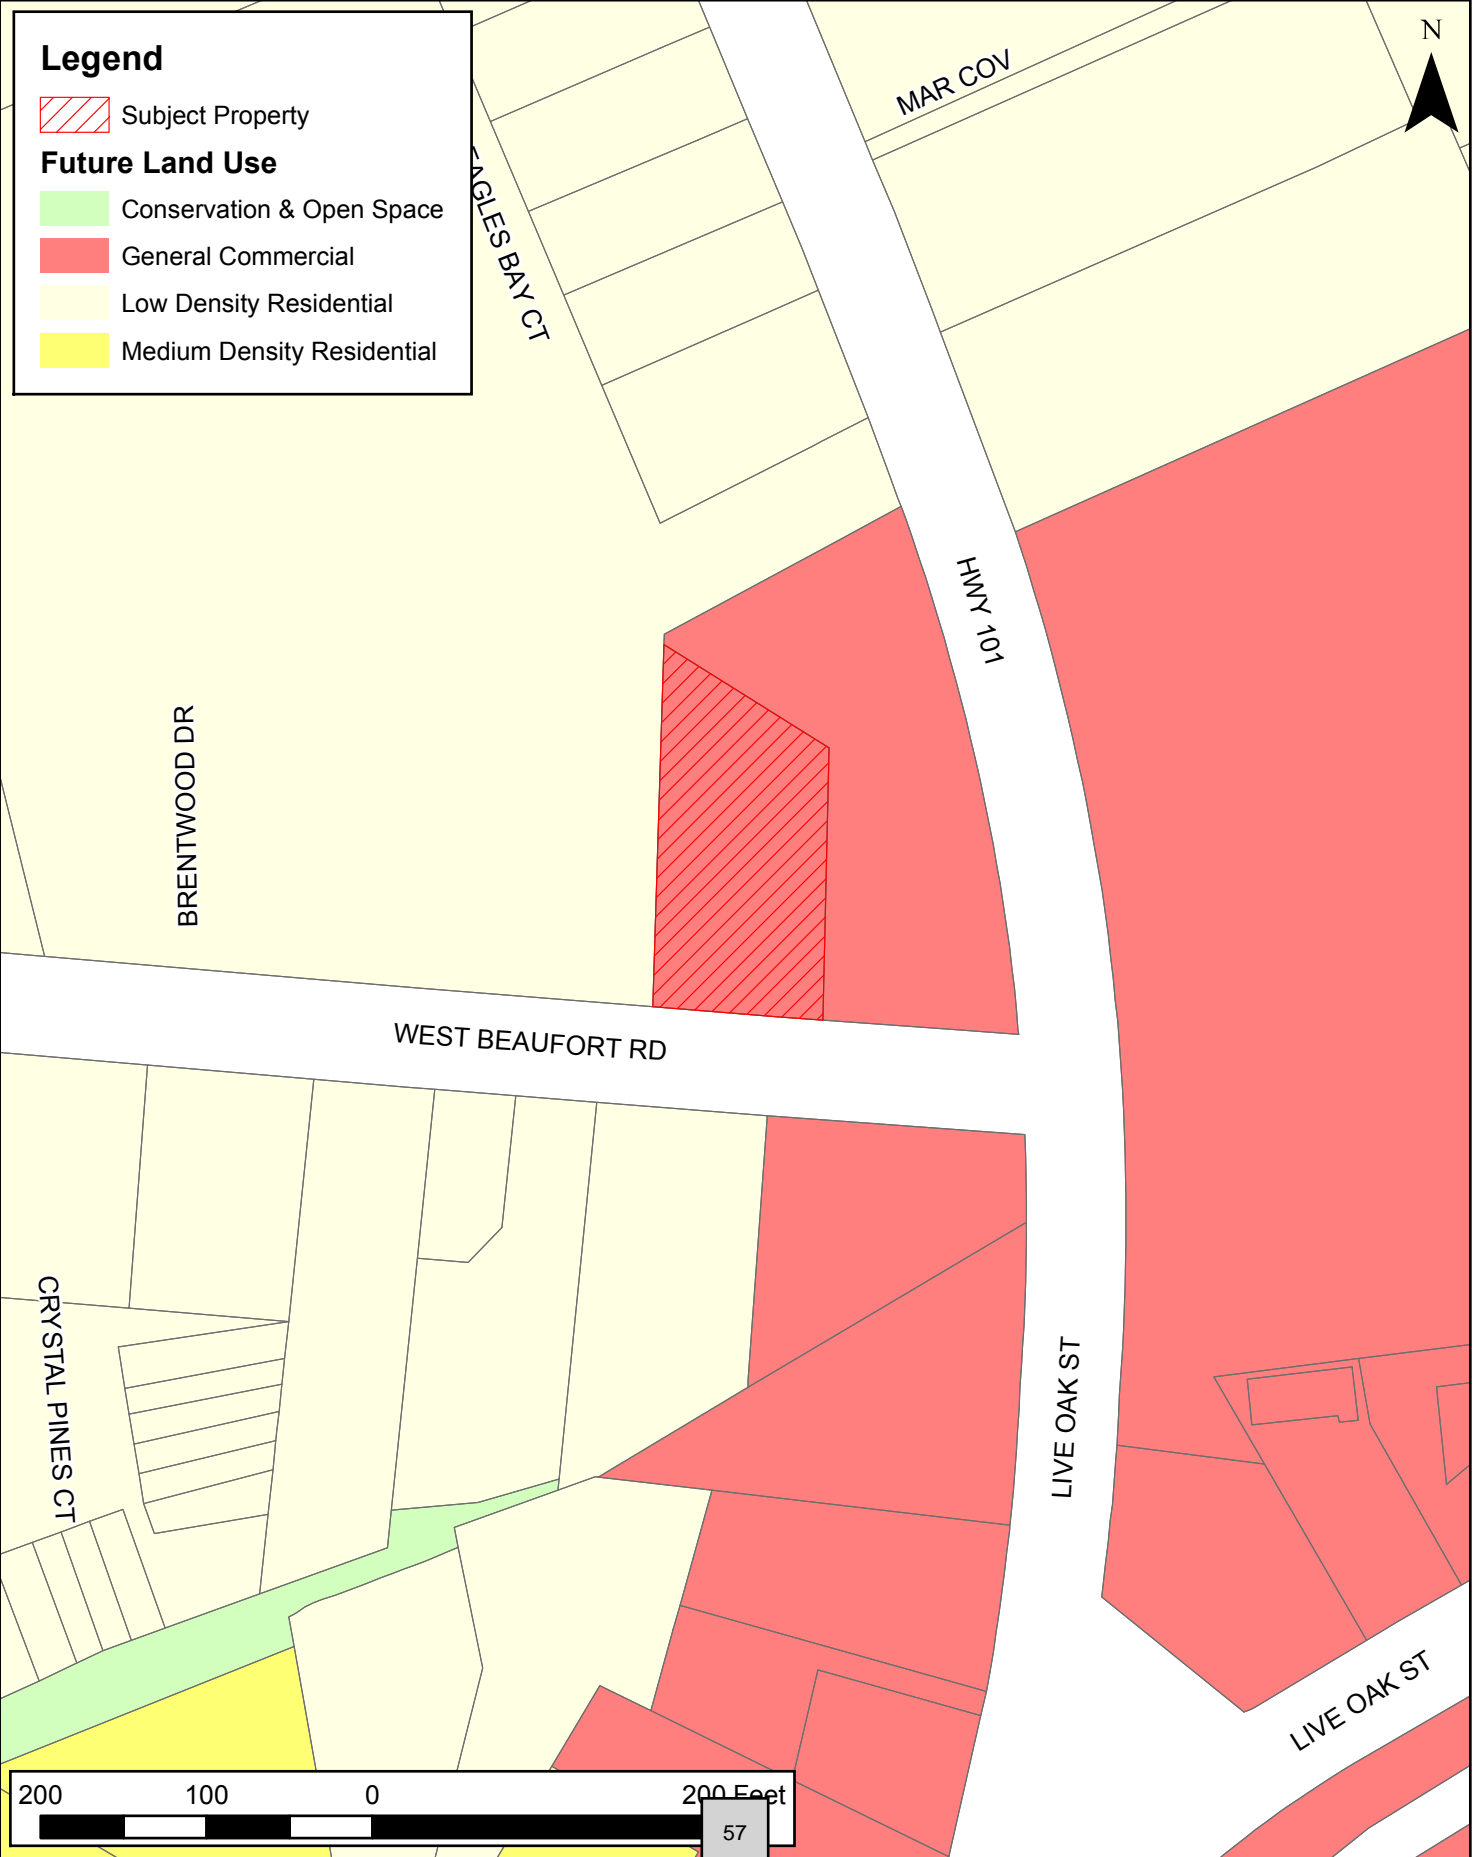 Legend
Subject Property
Future Land Use
Conservation & Open Space
General Commercial
Low Density Residential
Medium Density Residential
N
MAR COV
EAGLES BAY CT
HWY 101
BRENTWOOD DR
WEST BEAUFORT RD
CRYSTAL PINES CT
LIVE OAK ST
LIVE OAK ST
200 100 0 200 Feet
57